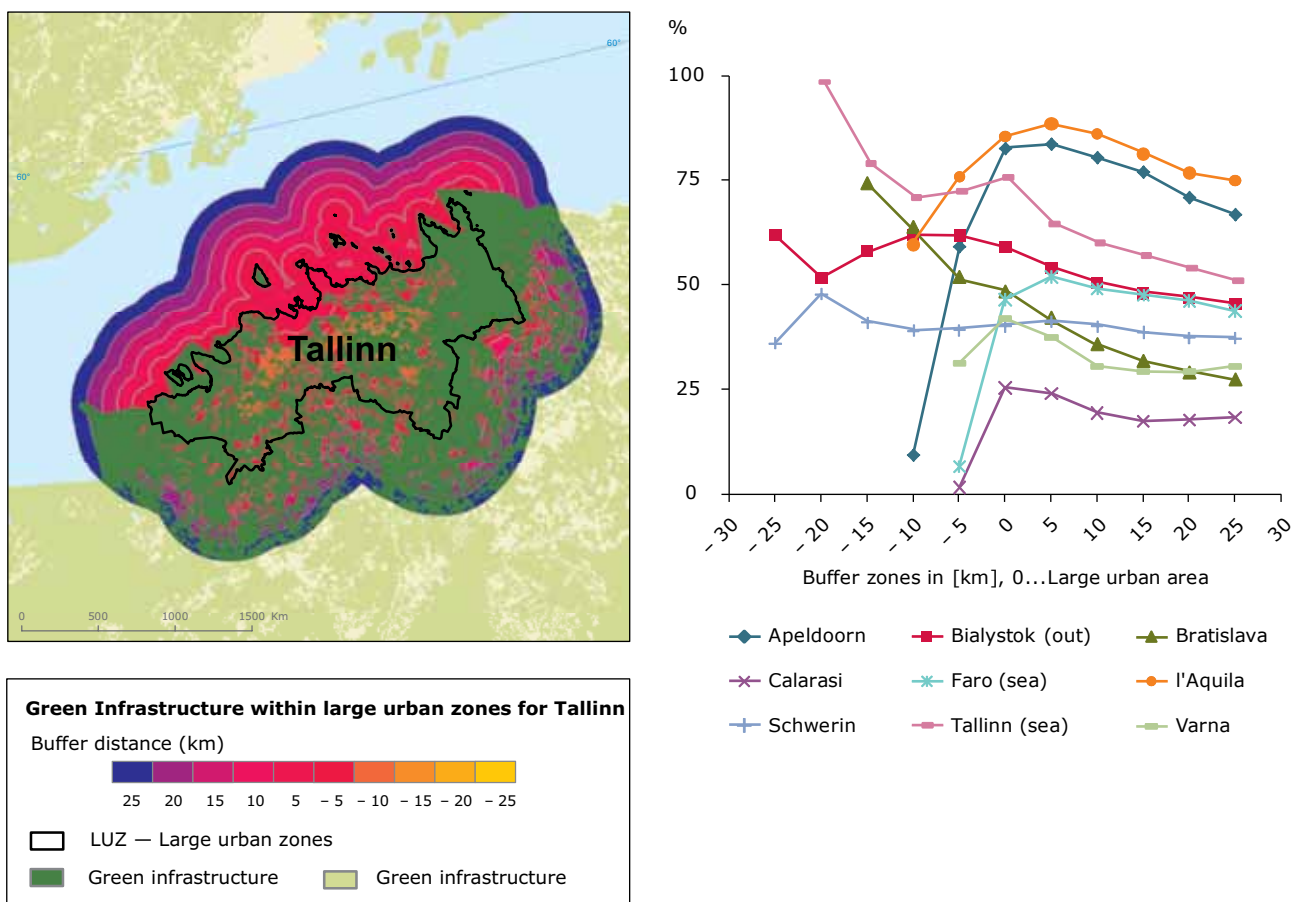 60°
60°
Tallinn
0 500 1000 1500 Km
Green Infrastructure within large urban zones for Tallinn
Buffer distance (km)
25 20 15 10 5 – 5 – 10 – 15 – 20 – 25
LUZ — Large urban zones
Green infrastructure Green infrastructure
%
100
75
50
25
0
– 30 – 25 – 20 – 15 – 10 – 5 0 5 10 15 20 25 30
Buffer zones in [km], 0...Large urban area
Apeldoorn Bialystok (out) Bratislava
Calarasi Faro (sea) l'Aquila
Schwerin Tallinn (sea) Varna